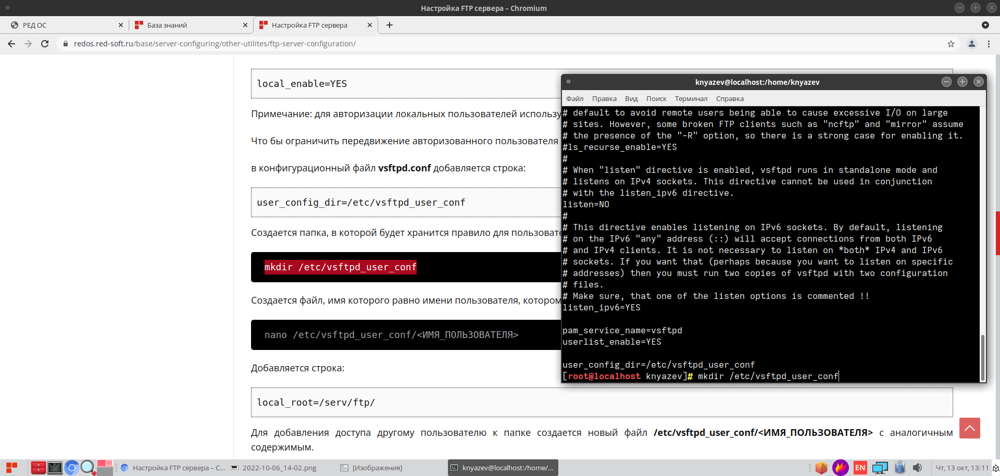 Настройка FTP сервера – Chromium
РЕД ОС
База знаний
Настройка FTP сервера
redos.red-soft.ru/base/server-configuring/other-utilites/ftp-server-configuration/
local_enable=YES
Примечание: для авторизации локальных пользователей использу
Что бы ограничить передвижение авторизованного пользователя
в конфигурационный файл vsftpd.conf добавляется строка:
user_config_dir=/etc/vsftpd_user_conf
Создается папка, в которой будет хранится правило для пользовате
mkdir /etc/vsftpd_user_conf
Создается файл, имя которого равно имени пользователя, котором
nano /etc/vsftpd_user_conf/<ИМЯ_ПОЛЬЗОВАТЕЛЯ>
Добавляется строка:
local_root=/serv/ftp/
Для добавления доступа другому пользователю к папке создается новый файл /etc/vsftpd_user_conf/<ИМЯ_ПОЛЬЗОВАТЕЛЯ> с аналогичным
содержимым.
knyazev@localhost:/home/knyazev
Файл Правка Вид Поиск Терминал Справка
# default to avoid remote users being able to cause excessive I/O on large
# sites. However, some broken FTP clients such as "ncftp" and "mirror" assume
# the presence of the "-R" option, so there is a strong case for enabling it.
#ls_recurse_enable=YES
#
# When "listen" directive is enabled, vsftpd runs in standalone mode and
# listens on IPv4 sockets. This directive cannot be used in conjunction
# with the listen_ipv6 directive.
listen=NO
#
# This directive enables listening on IPv6 sockets. By default, listening
# on the IPv6 "any" address (::) will accept connections from both IPv6
# and IPv4 clients. It is not necessary to listen on *both* IPv4 and IPv6
# sockets. If you want that (perhaps because you want to listen on specific
# addresses) then you must run two copies of vsftpd with two configuration
# files.
# Make sure, that one of the listen options is commented !!
listen_ipv6=YES
pam_service_name=vsftpd
userlist_enable=YES
user_config_dir=/etc/vsftpd_user_conf
[root@localhost knyazev]# mkdir /etc/vsftpd_user_conf
Настройка FTP сервера – C...
2022-10-06_14-02.png
[Изображения]
knyazev@localhost:/home/...
EN
Чт, 13 окт, 13:11